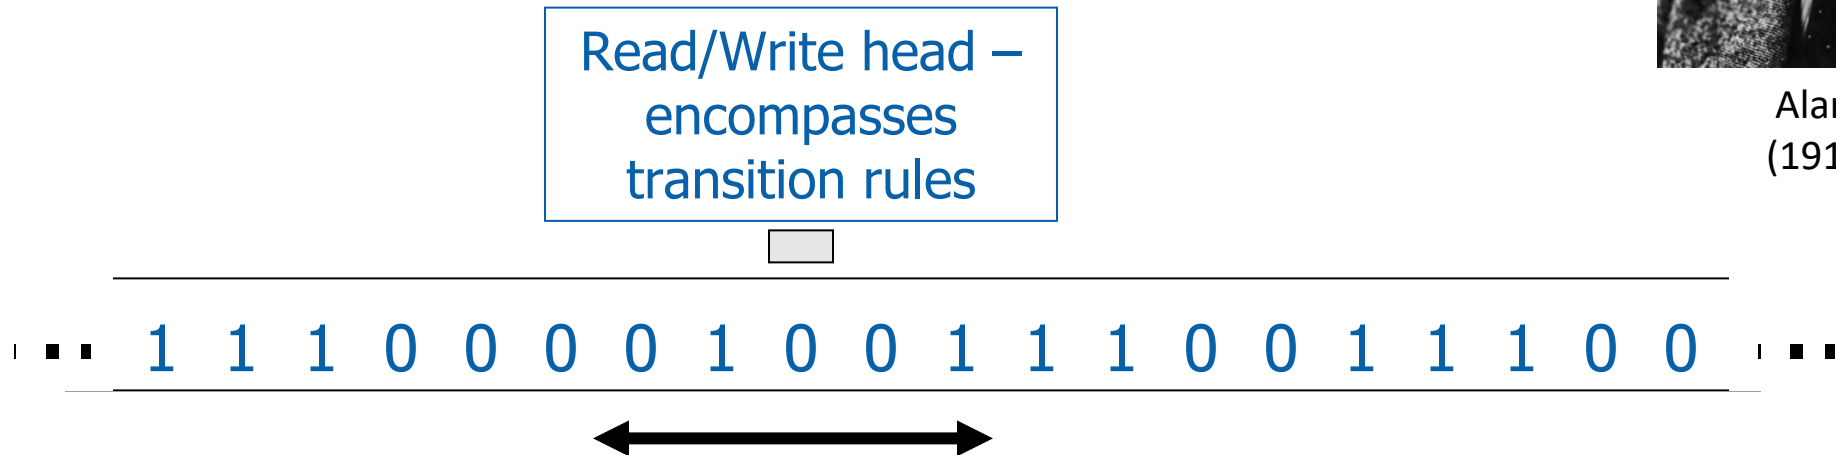 Read/Write head –
encompasses
transition rules
(191
1 1 1 0 0 0 0 1 0 0 1 1 1 0 0 1 1 1 0 0